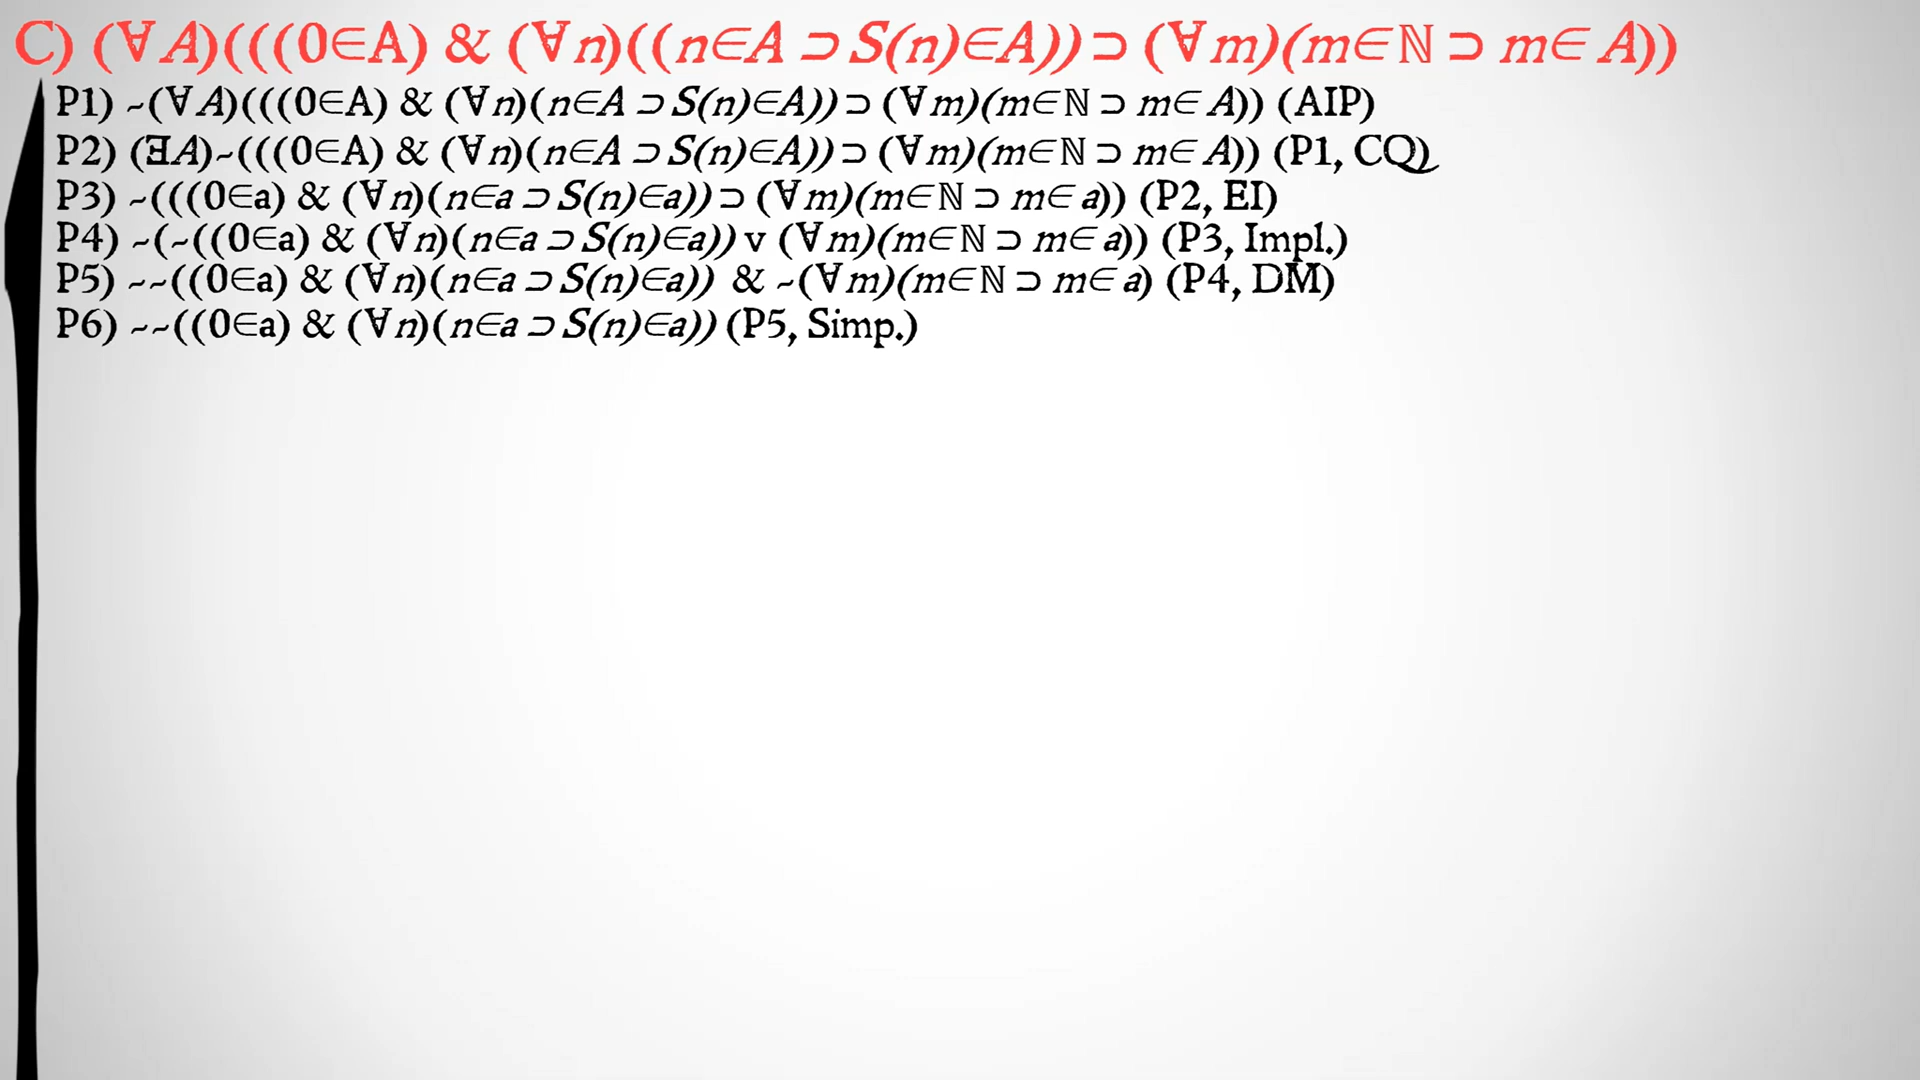 C) (∀A)(((0∈A) & (∀n)((n∈A ⊃ S(n)∈A)) ⊃ (∀m)(m∈ℕ ⊃ m∈A))
P1) ~(∀A)(((0∈A) & (∀n)(n∈A ⊃ S(n)∈A)) ⊃ (∀m)(m∈ℕ ⊃ m∈A)) (AIP)
P2) (∃A)~(((0∈A) & (∀n)(n∈A ⊃ S(n)∈A)) ⊃ (∀m)(m∈ℕ ⊃ m∈A)) (P1, CQ)
P3) ~(((0∈a) & (∀n)(n∈a ⊃ S(n)∈a)) ⊃ (∀m)(m∈ℕ ⊃ m∈a)) (P2, EI)
P4) ~(~((0∈a) & (∀n)(n∈a ⊃ S(n)∈a)) v (∀m)(m∈ℕ ⊃ m∈a)) (P3, Impl.)
P5) ~~((0∈a) & (∀n)(n∈a ⊃ S(n)∈a)) & ~(∀m)(m∈ℕ ⊃ m∈a) (P4, DM)
P6) ~~((0∈a) & (∀n)(n∈a ⊃ S(n)∈a)) (P5, Simp.)